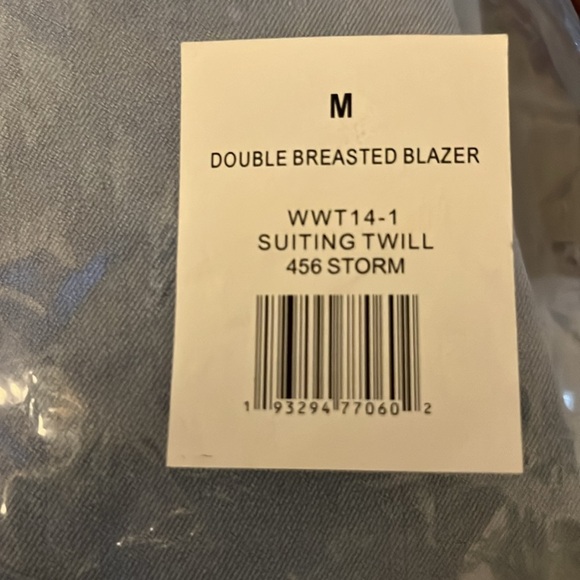 M
DOUBLE BREASTED BLAZER
WWT14-1
SUITING TWILL
456 STORM
1 93294 77060 2